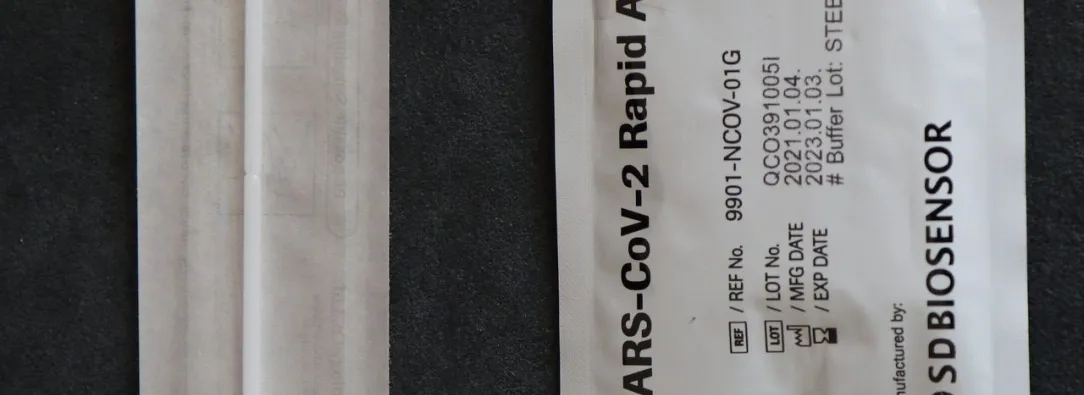 ARS-CoV-2 Rapid A
REF / REF No. 9901-NCOV-01G
LOT / LOT No. QCO391005I
/ MFG DATE 2021.01.04.
/ EXP DATE 2023.01.03.
# Buffer Lot: STEB
nufactured by:
SD BIOSENSOR